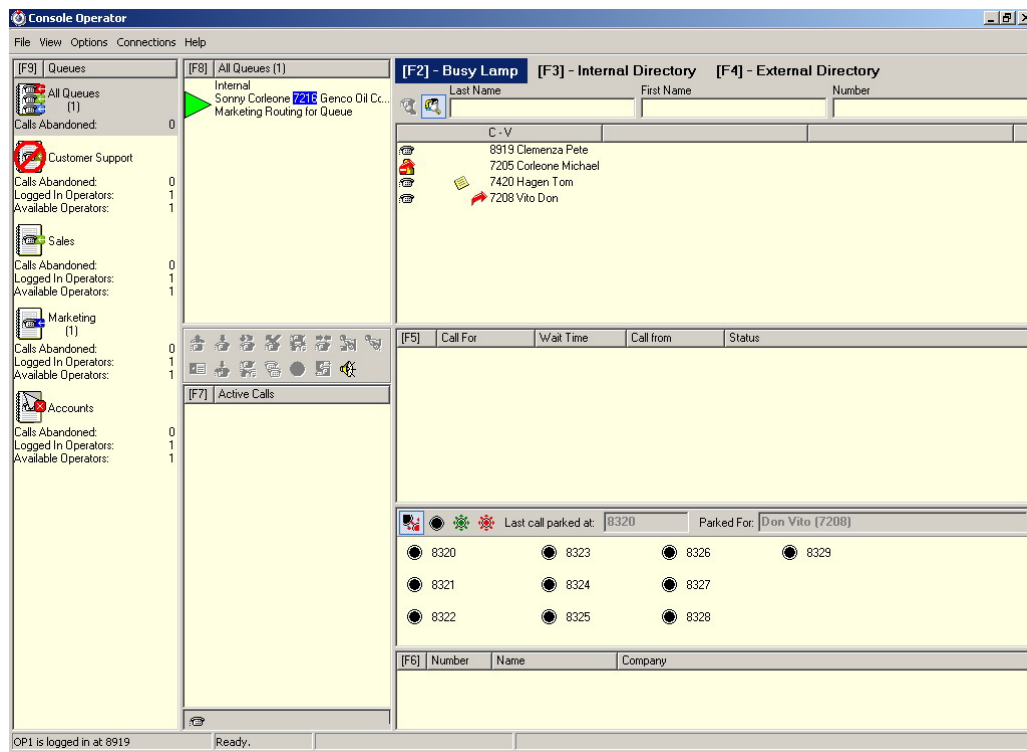 Console Operator
File View Options Connections Help
[F9] Queues
All Queues
(1)
Calls Abandoned: 0
Customer Support
Calls Abandoned: 0
Logged In Operators: 1
Available Operators: 1
Sales
Calls Abandoned: 0
Logged In Operators: 1
Available Operators: 1
Marketing
(1)
Calls Abandoned: 0
Logged In Operators: 1
Available Operators: 1
Accounts
Calls Abandoned: 0
Logged In Operators: 1
Available Operators: 1
[F8] All Queues (1)
Internal
Sonny Corleone 7216 Genco Oil Cc...
Marketing Routing for Queue
[F7] Active Calls
[F2] - Busy Lamp [F3] - Internal Directory [F4] - External Directory
Last Name First Name Number
C - V
8919 Clemenza Pete
7205 Corleone Michael
7420 Hagen Tom
7208 Vito Don
[F5] Call For Wait Time Call from Status
Last call parked at: 8320 Parked For: Don Vito (7208)
8320 8323 8326 8329
8321 8324 8327
8322 8325 8328
[F6] Number Name Company
OP1 is logged in at 8919 Ready.